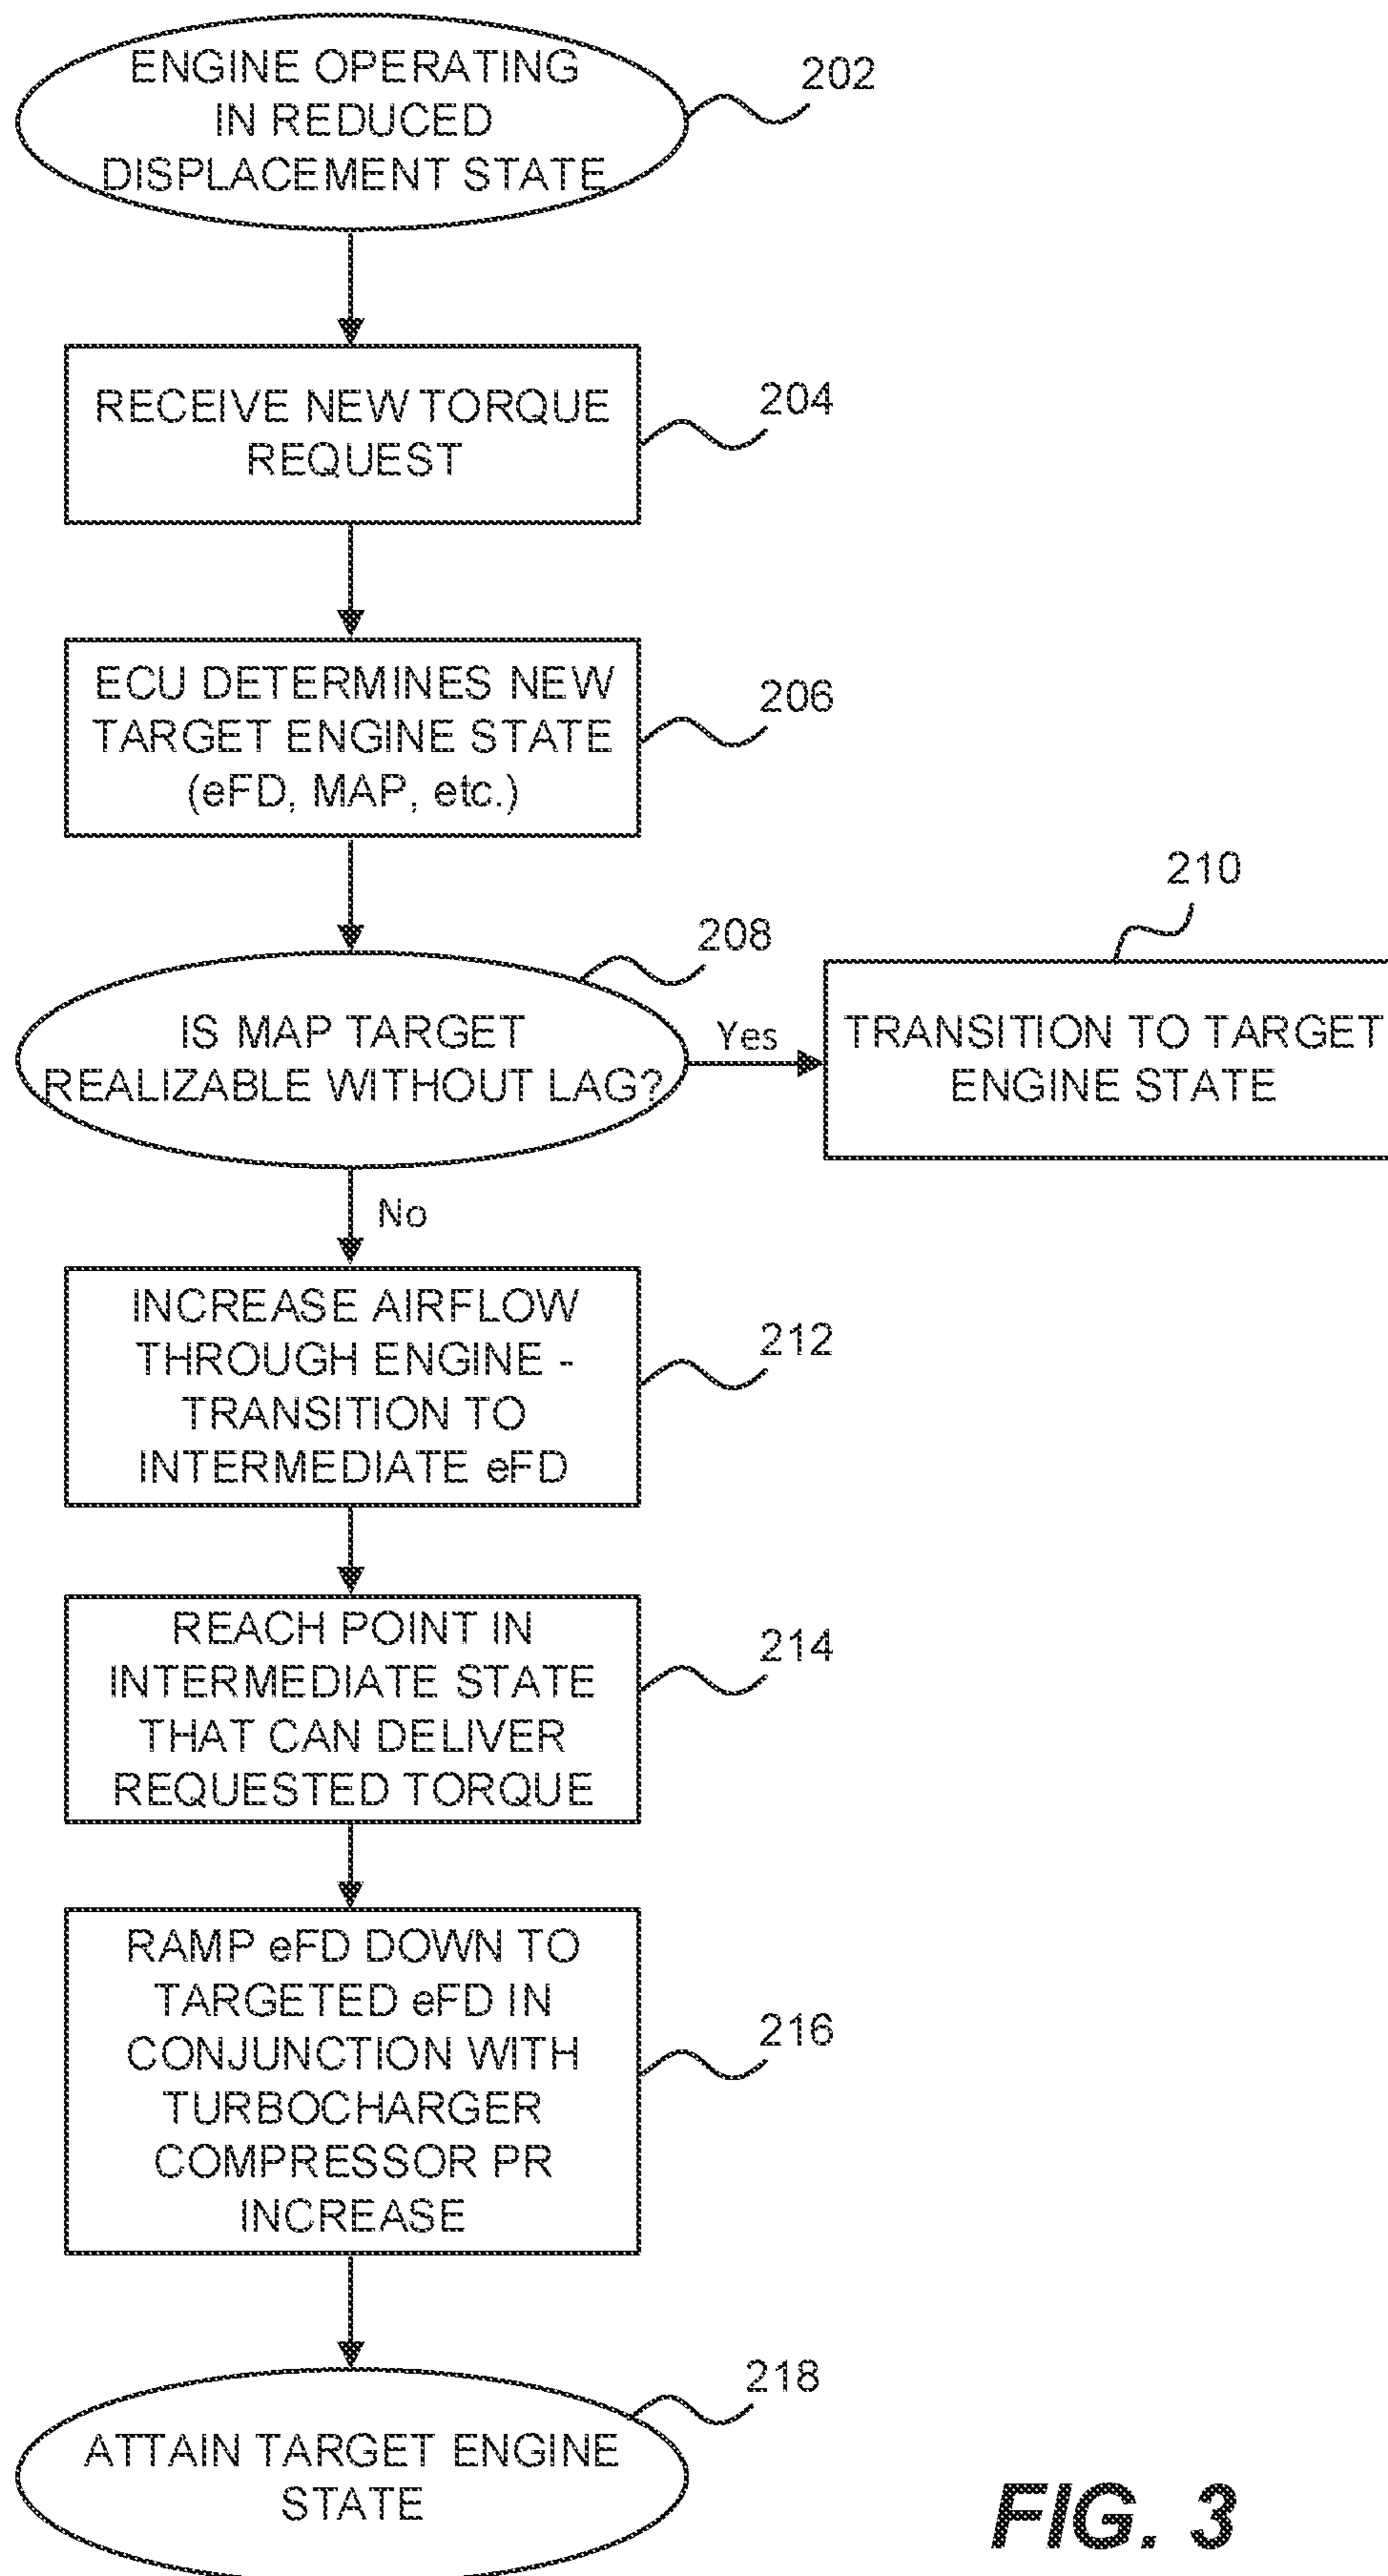 ENGINE OPERATING
IN REDUCED
DISPLACEMENT STATE
202
RECEIVE NEW TORQUE
REQUEST
204
ECU DETERMINES NEW
TARGET ENGINE STATE
(eFD, MAP, etc.)
206
IS MAP TARGET
REALIZABLE WITHOUT LAG?
208
Yes
TRANSITION TO TARGET
ENGINE STATE
210
No
INCREASE AIRFLOW
THROUGH ENGINE -
TRANSITION TO
INTERMEDIATE eFD
212
REACH POINT IN
INTERMEDIATE STATE
THAT CAN DELIVER
REQUESTED TORQUE
214
RAMP eFD DOWN TO
TARGETED eFD IN
CONJUNCTION WITH
TURBOCHARGER
COMPRESSOR PR
INCREASE
216
ATTAIN TARGET ENGINE
STATE
218
FIG. 3